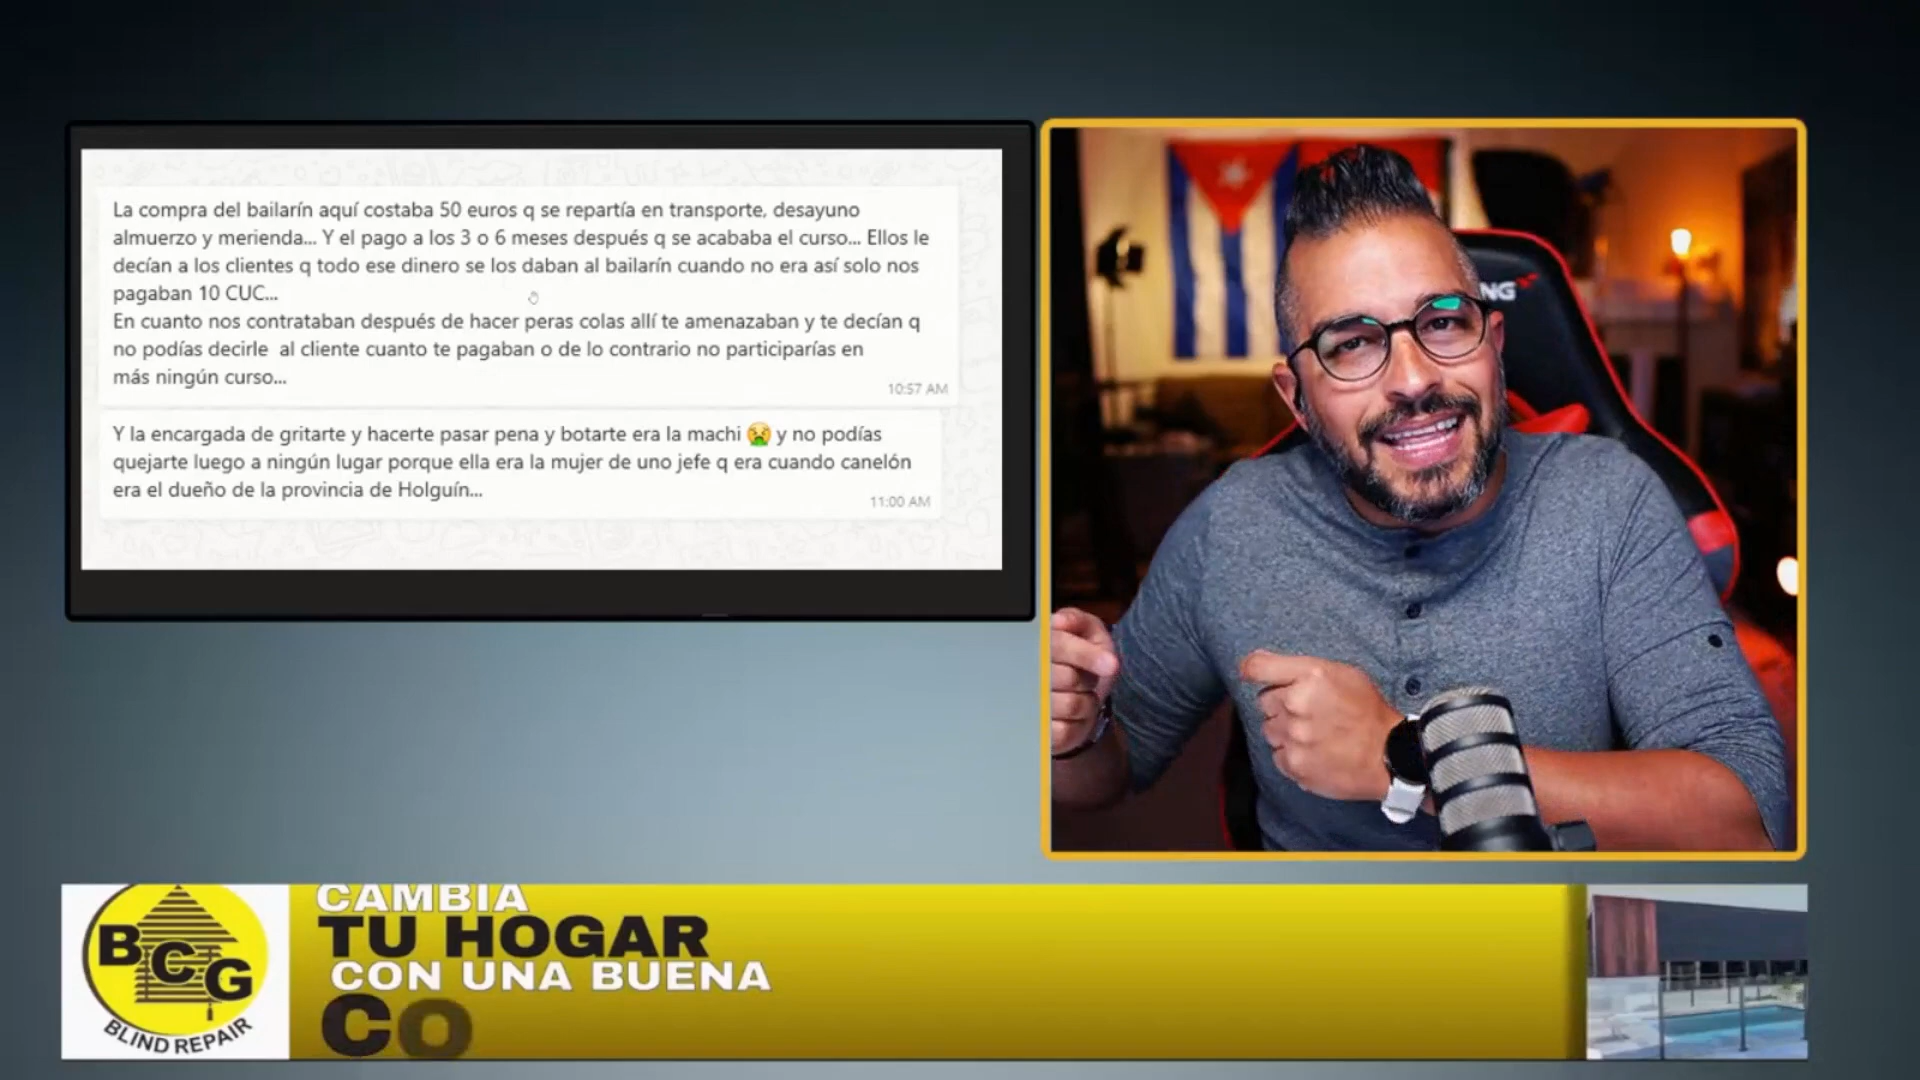 La compra del bailarín aquí costaba 50 euros q se repartía en transporte, desayuno
almuerzo y merienda... Y el pago a los 3 o 6 meses después q se acababa el curso... Ellos le
decían a los clientes q todo ese dinero se los daban al bailarín cuando no era así solo nos
pagaban 10 CUC...
En cuanto nos contrataban después de hacer peras colas allí te amenazaban y te decían q
no podías decirle al cliente cuanto te pagaban o de lo contrario no participarías en
más ningún curso...
10:57 AM
Y la encargada de gritarte y hacerte pasar pena y botarte era la machi 🤮 y no podías
quejarte luego a ningún lugar porque ella era la mujer de uno jefe q era cuando canelón
era el dueño de la provincia de Holguín...
11:00 AM
NG
BCG
BLIND REPAIR
CAMBIA
TU HOGAR
CON UNA BUENA
CO